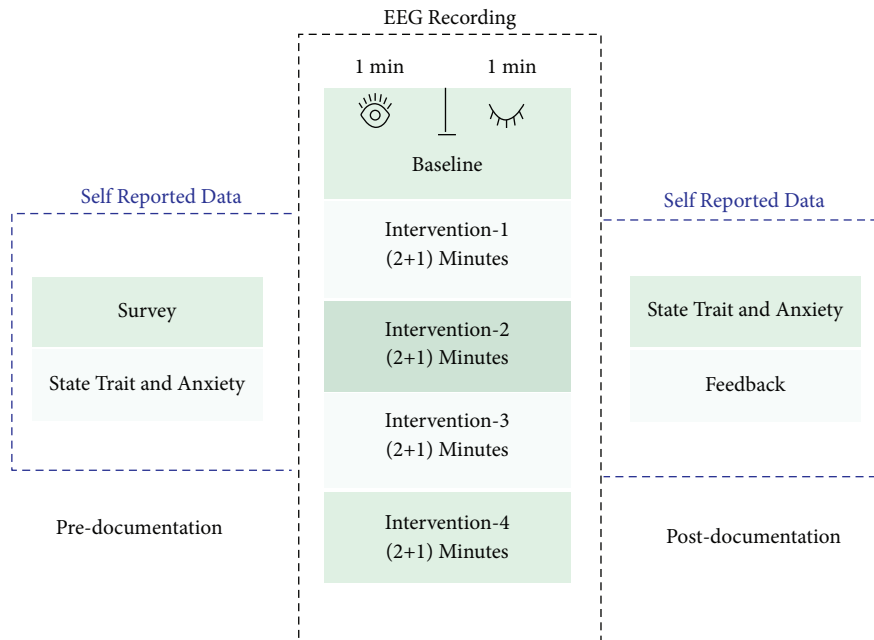 EEG Recording
1 min
1 min
Baseline
Self Reported Data
Survey
State Trait and Anxiety
Pre-documentation
Intervention-1
(2+1) Minutes
Intervention-2
(2+1) Minutes
Intervention-3
(2+1) Minutes
Intervention-4
(2+1) Minutes
Self Reported Data
State Trait and Anxiety
Feedback
Post-documentation